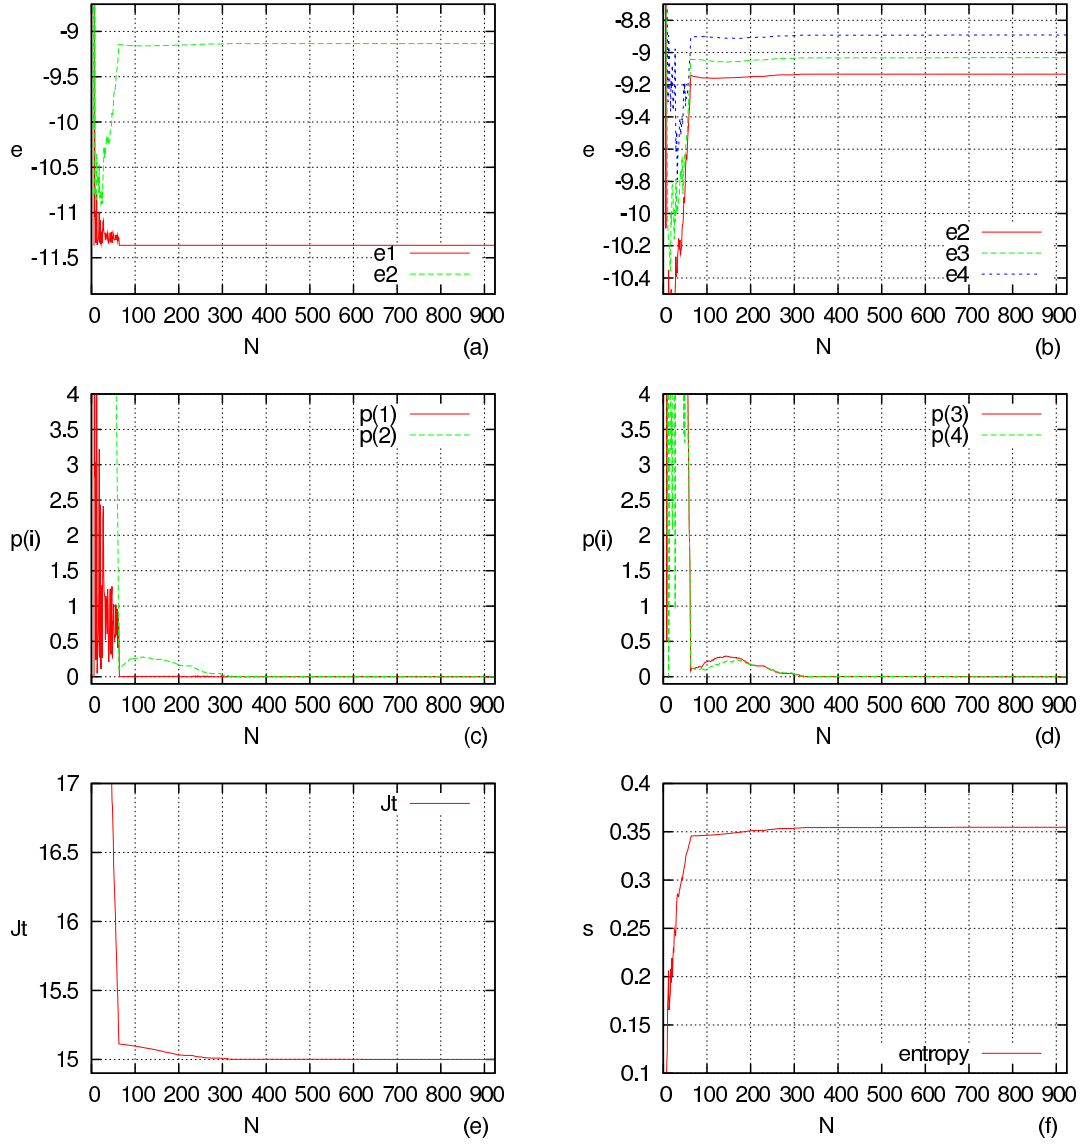 -9
-9.5
-10
-10.5
-11
-11.5
e
e1
e2
0 100 200 300 400 500 600 700 800 900
N
(a)
-8.8
-9
-9.2
-9.4
-9.6
-9.8
-10
-10.2
-10.4
e
e2
e3
e4
0 100 200 300 400 500 600 700 800 900
N
(b)
4
3.5
3
2.5
2
1.5
1
0.5
0
p(i)
p(1)
p(2)
0 100 200 300 400 500 600 700 800 900
N
(c)
4
3.5
3
2.5
2
1.5
1
0.5
0
p(i)
p(3)
p(4)
0 100 200 300 400 500 600 700 800 900
N
(d)
17
16.5
16
15.5
15
Jt
Jt
0 100 200 300 400 500 600 700 800 900
N
(e)
0.4
0.35
0.3
0.25
0.2
0.15
0.1
s
entropy
0 100 200 300 400 500 600 700 800 900
N
(f)